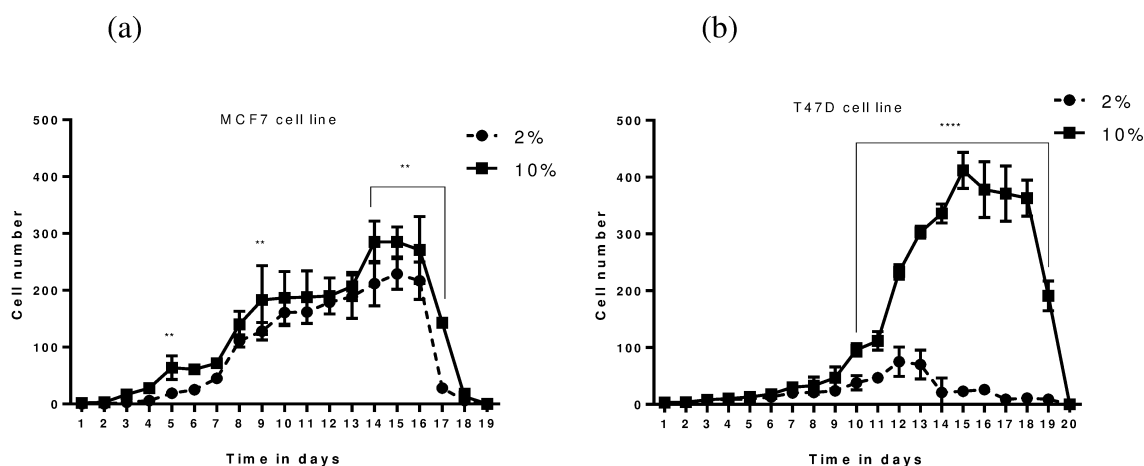 (a)
MCF7 cell line
2%
10%
500
400
300
200
100
0
**
**
**
Cell number
1 2 3 4 5 6 7 8 9 10 11 12 13 14 15 16 17 18 19
Time in days
(b)
T47D cell line
2%
10%
500
400
300
200
100
0
****
Cell number
1 2 3 4 5 6 7 8 9 10 11 12 13 14 15 16 17 18 19 20
Time in days